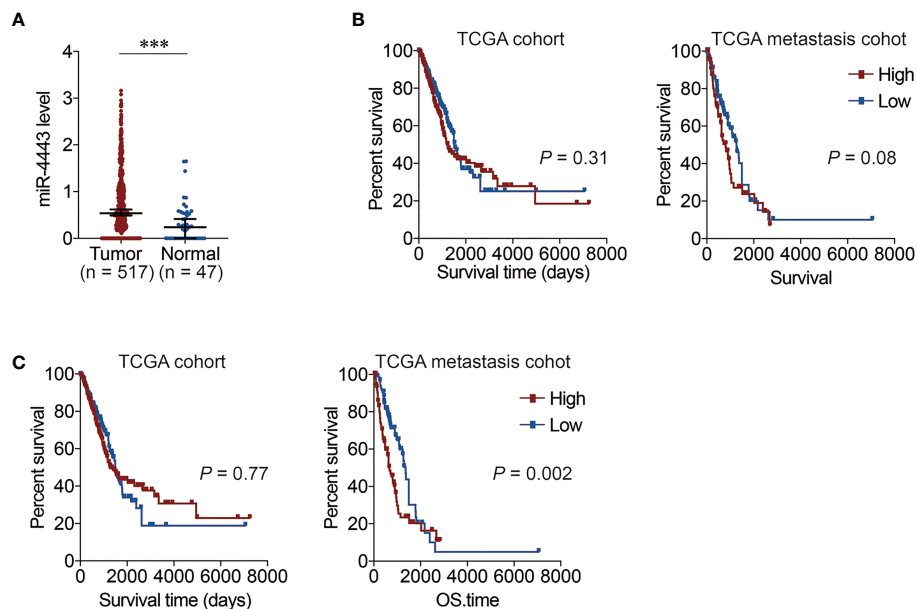 A
miR-4443 level
4
3
2
1
0
***
Tumor
(n = 517)
Normal
(n = 47)
B
TCGA cohort
Percent survival
100
80
60
40
20
0
P = 0.31
0 2000 4000 6000 8000
Survival time (days)
TCGA metastasis cohot
Percent survival
100
80
60
40
20
0
High
Low
P = 0.08
0 2000 4000 6000 8000
Survival
C
TCGA cohort
Percent survival
100
80
60
40
20
0
P = 0.77
0 2000 4000 6000 8000
Survival time (days)
TCGA metastasis cohot
Percent survival
100
80
60
40
20
0
High
Low
P = 0.002
0 2000 4000 6000 8000
OS.time